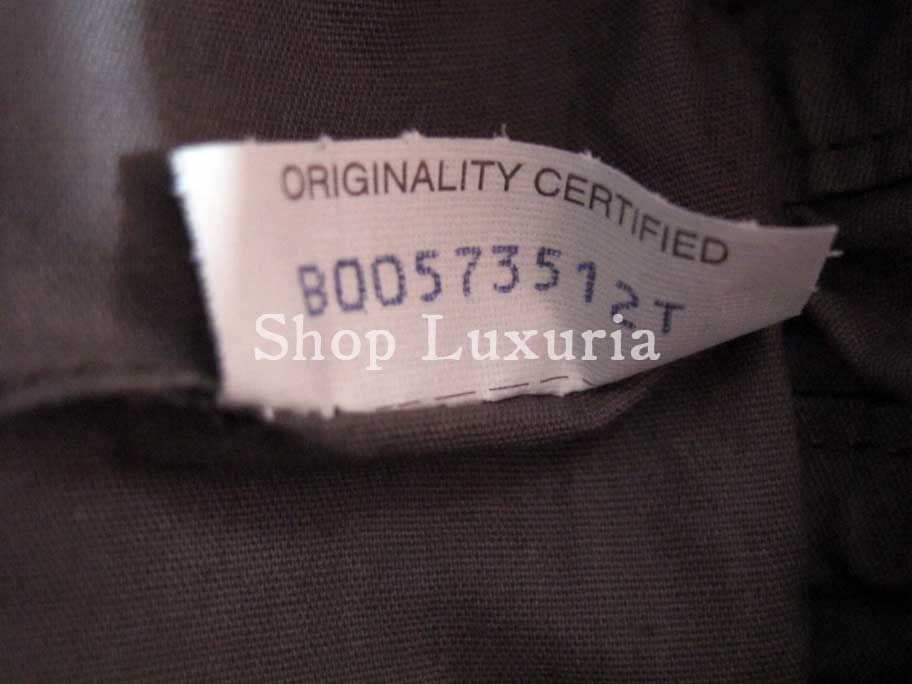 ORIGINALITY CERTIFIED
B00573512T
Shop Luxuria